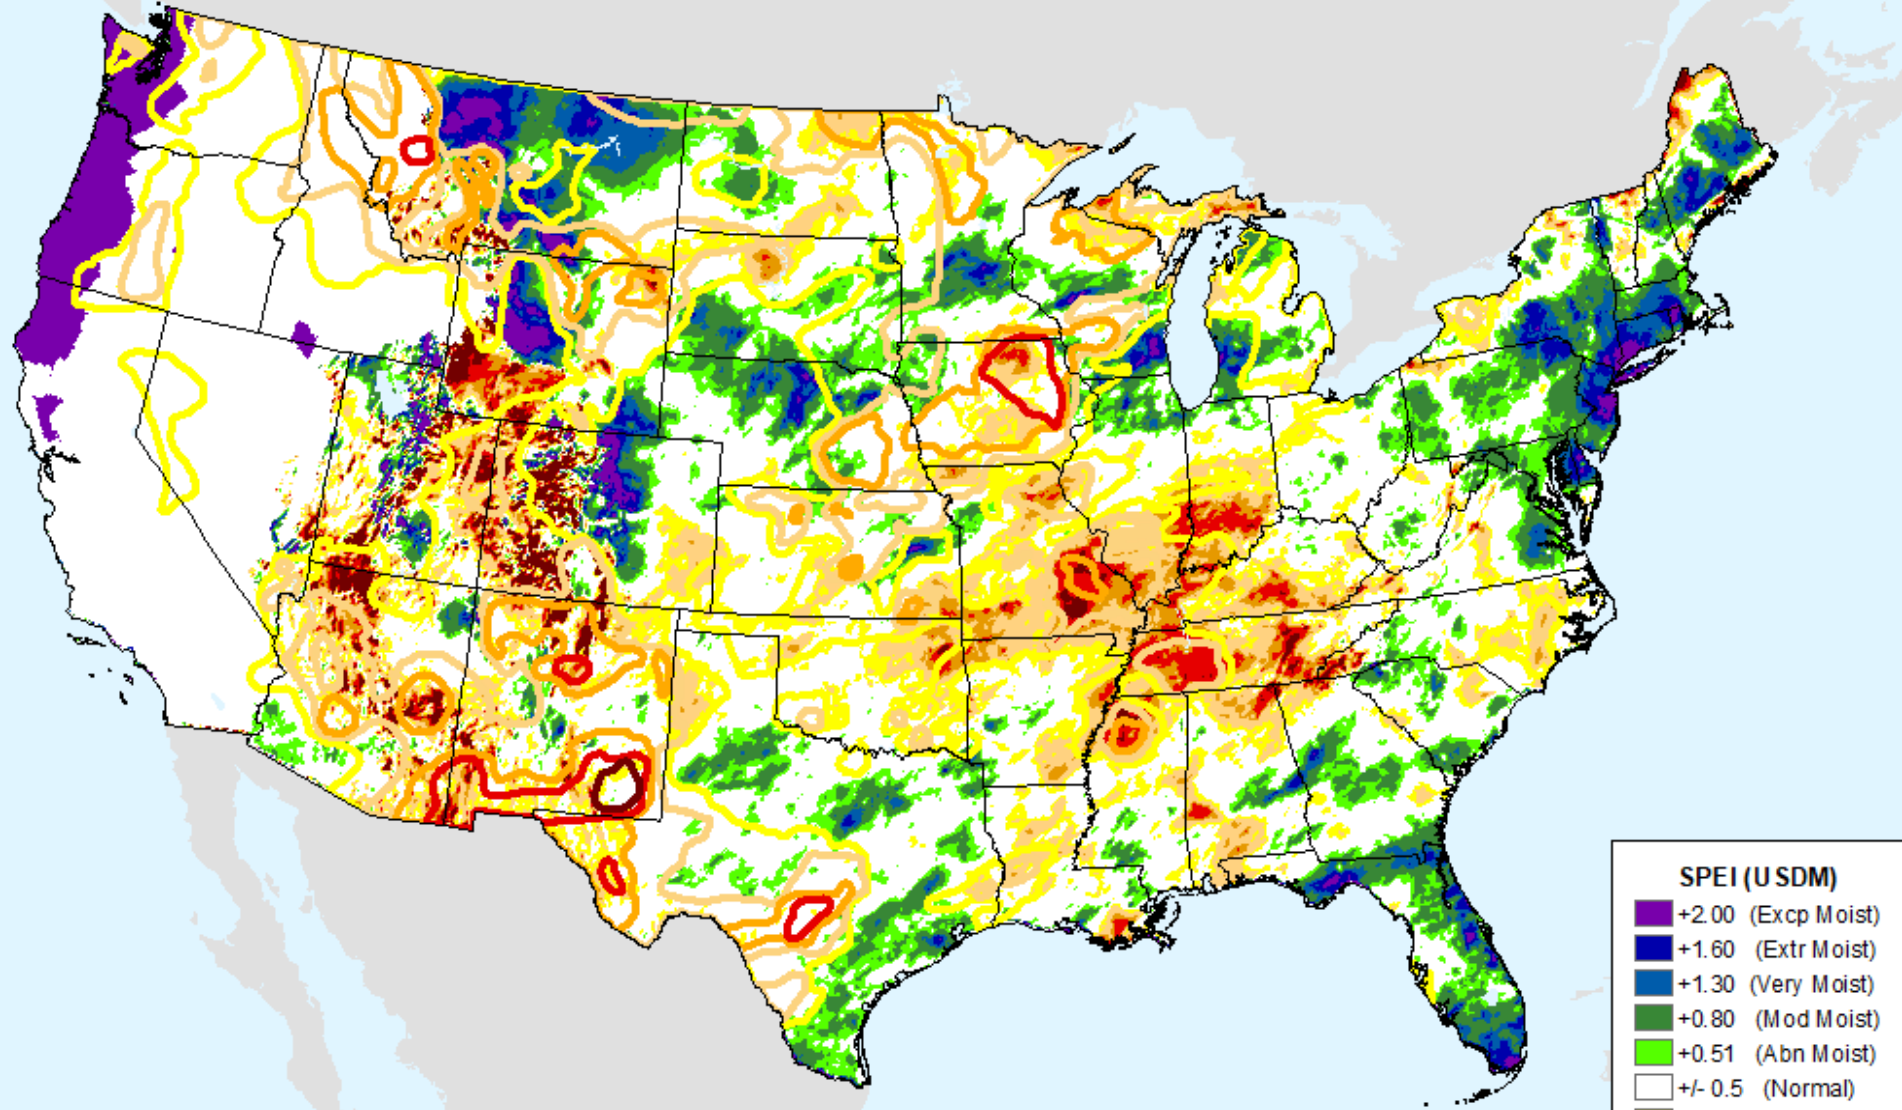 SPEI (USDM)
+2.00 (Excp Moist)
+1.60 (Extr Moist)
+1.30 (Very Moist)
+0.80 (Mod Moist)
+0.51 (Abn Moist)
+/- 0.5 (Normal)